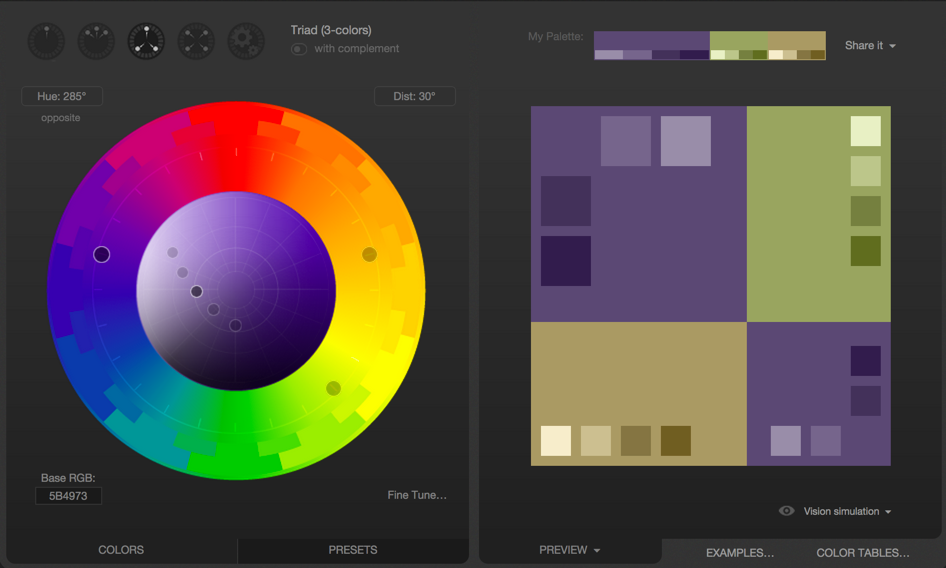 Triad (3-colors)
with complement
My Palette:
Share it
Hue: 285°
opposite
Dist: 30°
Base RGB:
5B4973
Fine Tune...
Vision simulation
COLORS
PRESETS
PREVIEW
EXAMPLES...
COLOR TABLES...